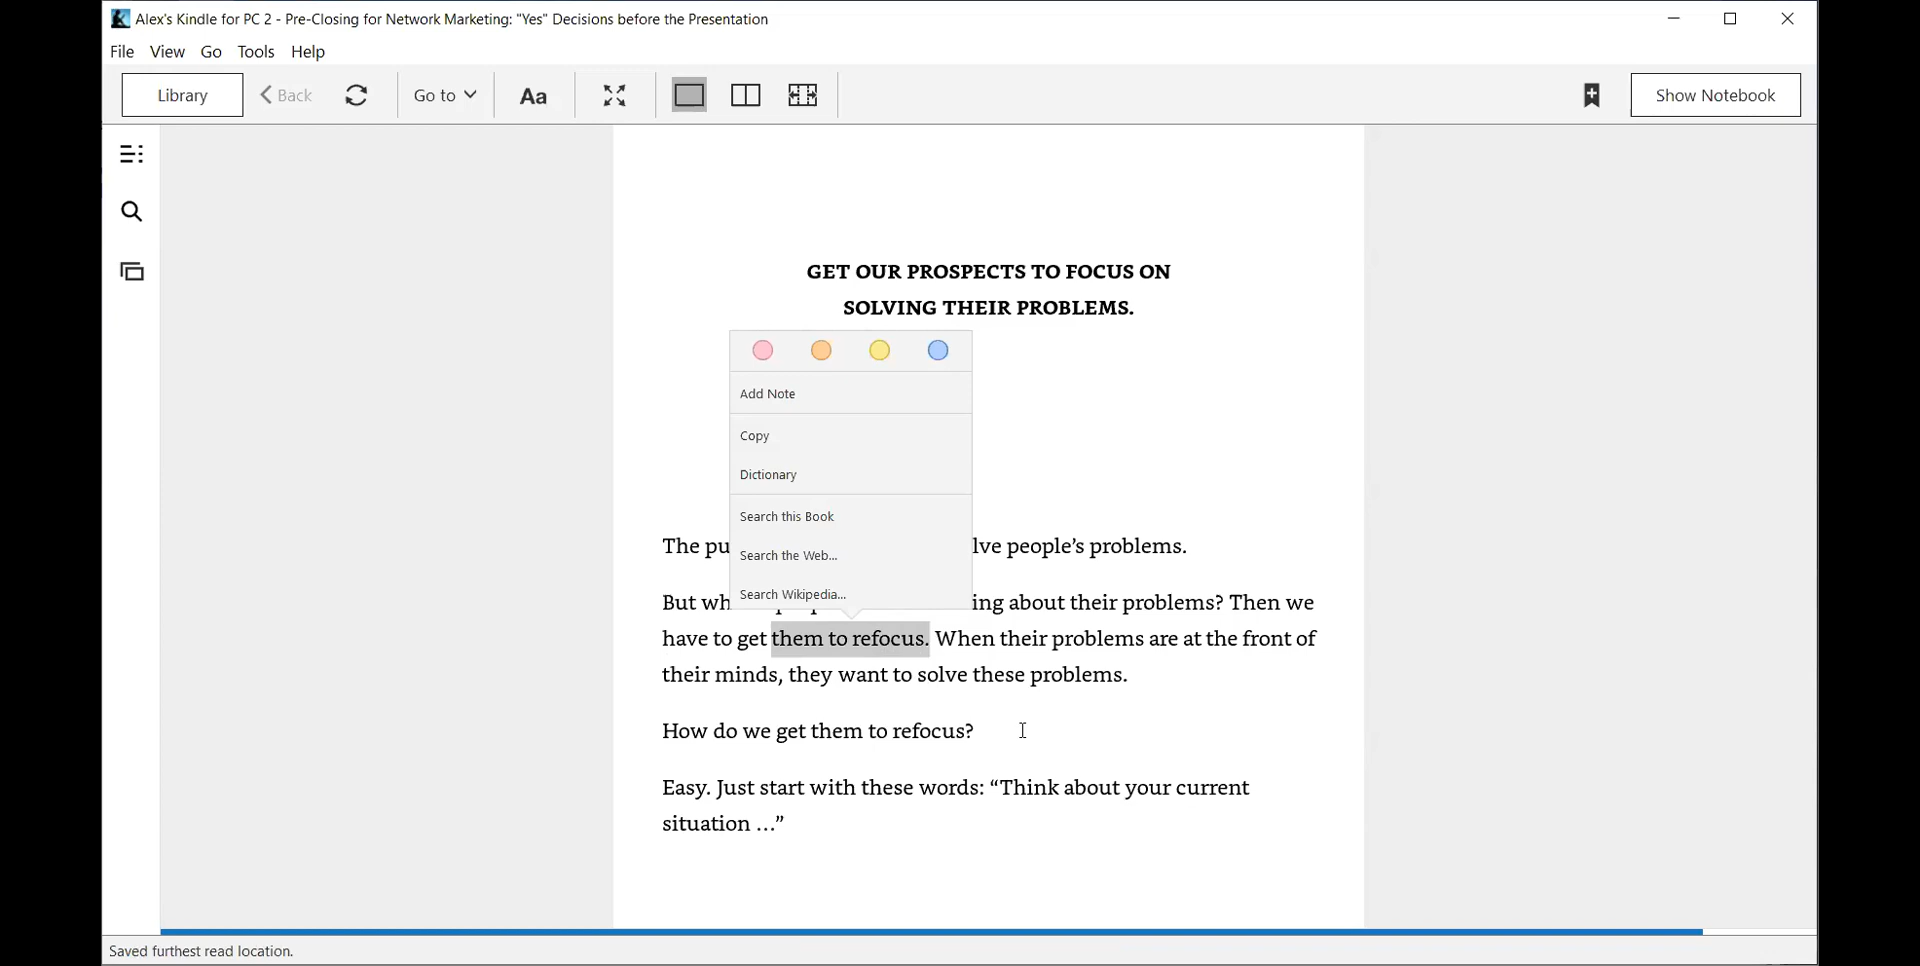 Alex's Kindle for PC 2 - Pre-Closing for Network Marketing: "Yes" Decisions before the Presentation
File View Go Tools Help
Library Back Go to Aa Show Notebook
GET OUR PROSPECTS TO FOCUS ON
SOLVING THEIR PROBLEMS.
Add Note
Copy
Dictionary
Search this Book
Search the Web...
Search Wikipedia...
The pu lve people’s problems.
But wh ing about their problems? Then we
have to get them to refocus. When their problems are at the front of
their minds, they want to solve these problems.
How do we get them to refocus?
Easy. Just start with these words: “Think about your current
situation …”
Saved furthest read location.